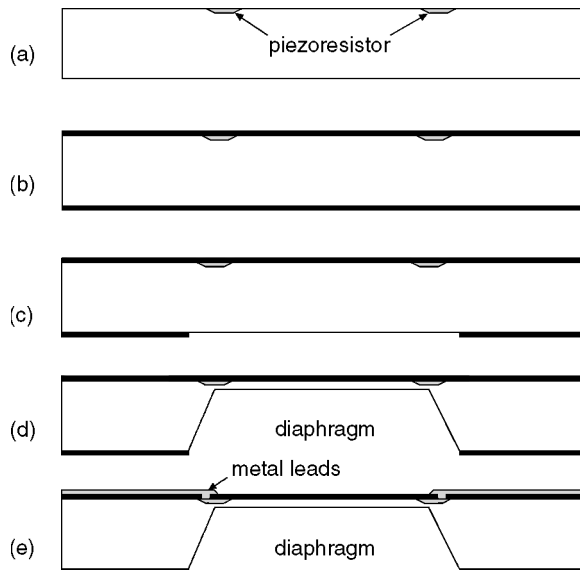 (a)
piezoresistor
(b)
(c)
(d)
diaphragm
metal leads
(e)
diaphragm